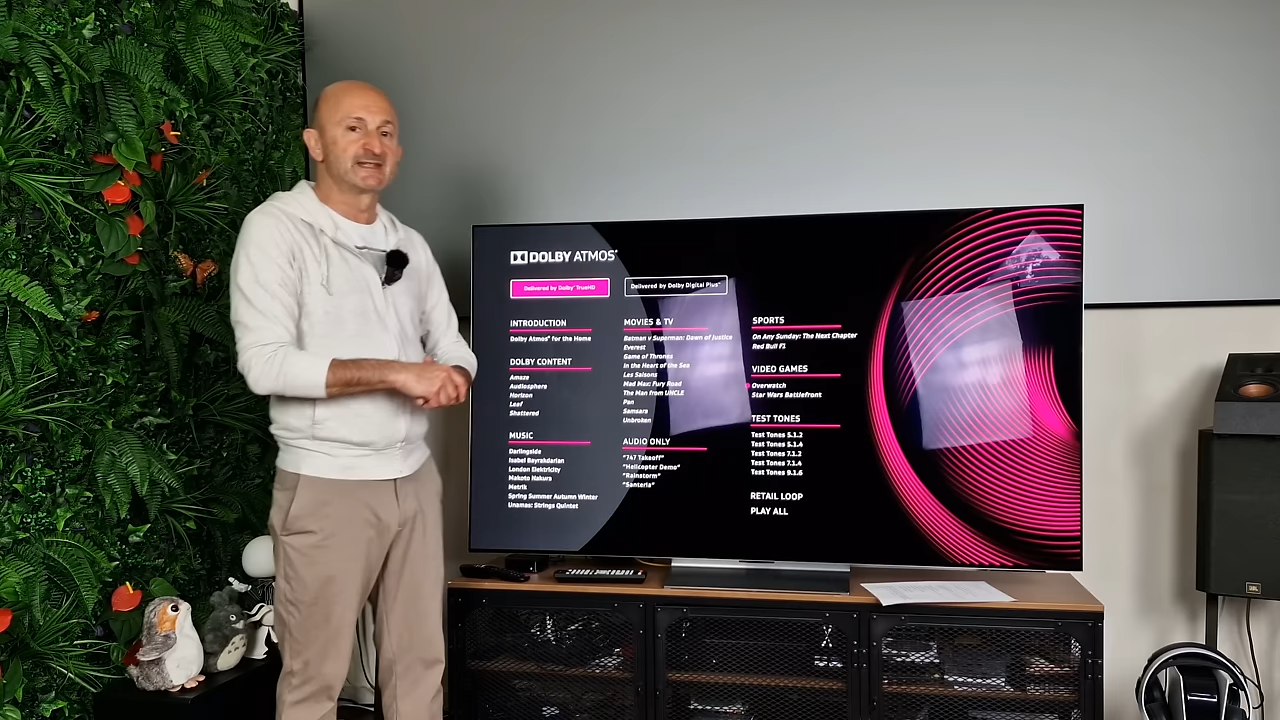 DOLBY ATMOS®
Delivered by Dolby® TrueHD
Delivered by Dolby Digital Plus™
INTRODUCTION
Dolby Atmos® for the Home
DOLBY CONTENT
Amaze
Audiosphere
Horizon
Leaf
Shattered
MUSIC
Darlingside
Isabel Bayrakdarian
London Elektricity
Makoto Nakura
Metrik
Spring Summer Autumn Winter
Unamas: Strings Quintet
MOVIES & TV
Batman v Superman: Dawn of Justice
Everest
Game of Thrones
In the Heart of the Sea
Les Saisons
Mad Max: Fury Road
The Man from UNCLE
Pan
Samsara
Unbroken
AUDIO ONLY
"747 Takeoff"
"Helicopter Demo"
"Rainstorm"
"Santeria"
SPORTS
On Any Sunday: The Next Chapter
Red Bull F1
VIDEO GAMES
Overwatch
Star Wars Battlefront
TEST TONES
Test Tones 5.1.2
Test Tones 5.1.4
Test Tones 7.1.2
Test Tones 7.1.4
Test Tones 9.1.6
RETAIL LOOP
PLAY ALL
JBL